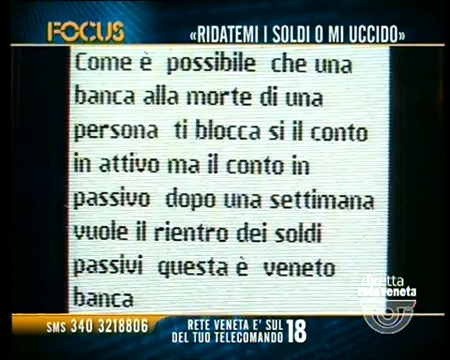 FOCUS
«RIDATEMI I SOLDI O MI UCCIDO»
Come è possibile che una
banca alla morte di una
persona ti blocca si il conto
in attivo ma il conto in
passivo dopo una settimana
vuole il rientro dei soldi
passivi questa è veneto
banca
diretta
reteveneta
SMS 340 3218806
RETE VENETA E' SUL
DEL TUO TELECOMANDO 18